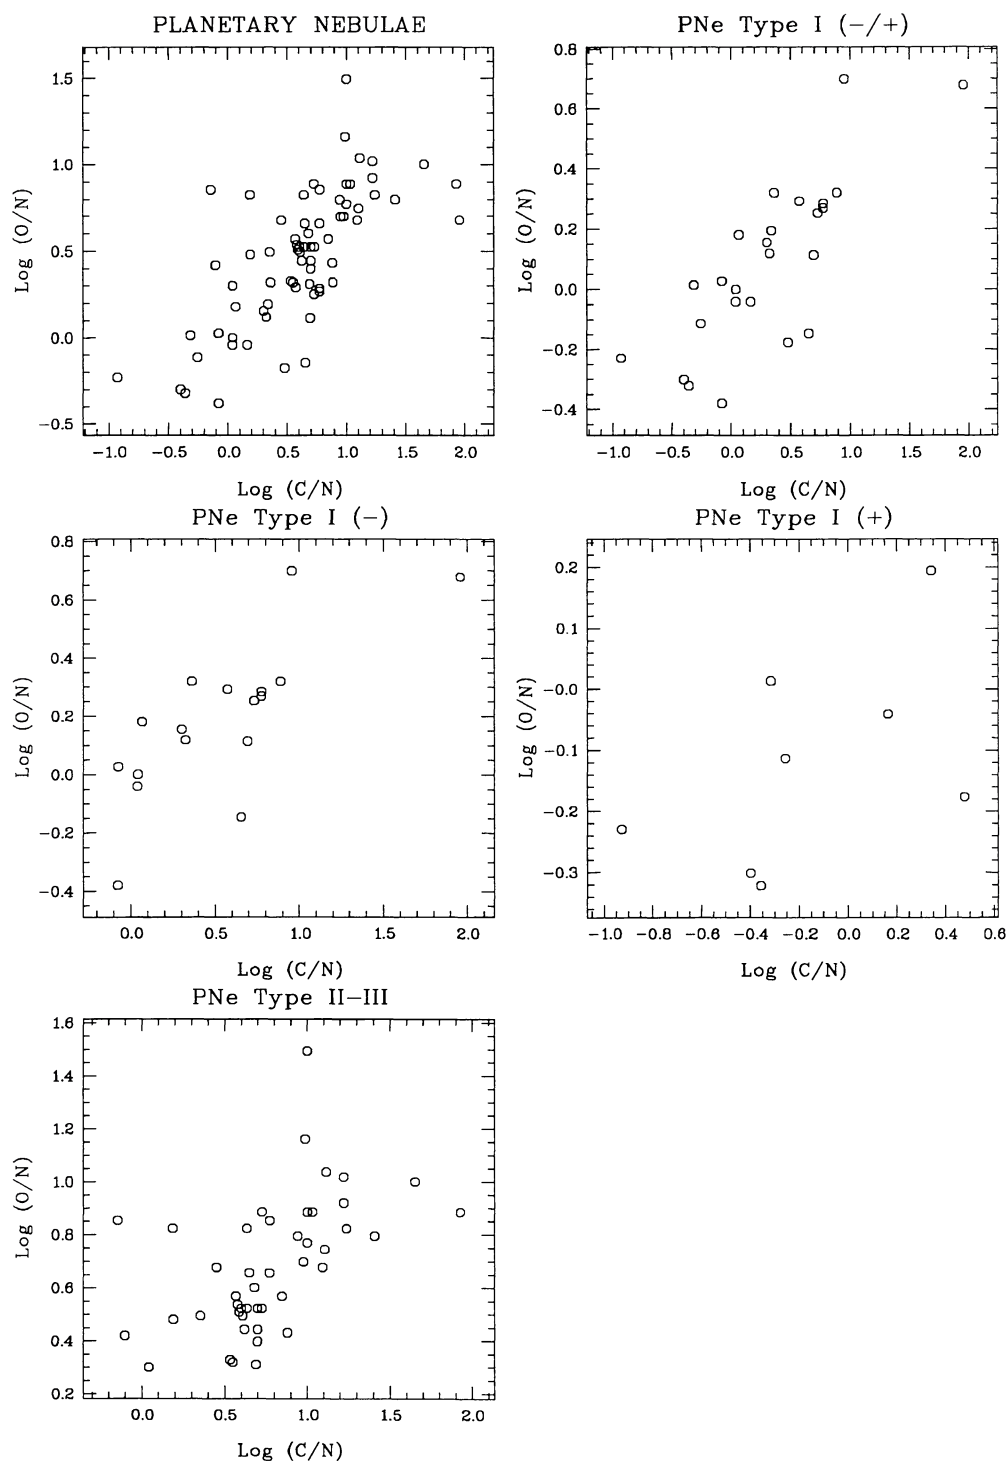 PLANETARY NEBULAE
Log (O/N)
1.5
1.0
0.5
0.0
−0.5
−1.0 −0.5 0.0 0.5 1.0 1.5 2.0
Log (C/N)
PNe Type I (−/+)
Log (O/N)
0.8
0.6
0.4
0.2
0.0
−0.2
−0.4
−1.0 −0.5 0.0 0.5 1.0 1.5 2.0
Log (C/N)
PNe Type I (−)
Log (O/N)
0.8
0.6
0.4
0.2
0.0
−0.2
−0.4
0.0 0.5 1.0 1.5 2.0
Log (C/N)
PNe Type I (+)
Log (O/N)
0.2
0.1
−0.0
−0.1
−0.2
−0.3
−1.0 −0.8 −0.6 −0.4 −0.2 0.0 0.2 0.4 0.6
Log (C/N)
PNe Type II−III
Log (O/N)
1.6
1.4
1.2
1.0
0.8
0.6
0.4
0.2
0.0 0.5 1.0 1.5 2.0
Log (C/N)